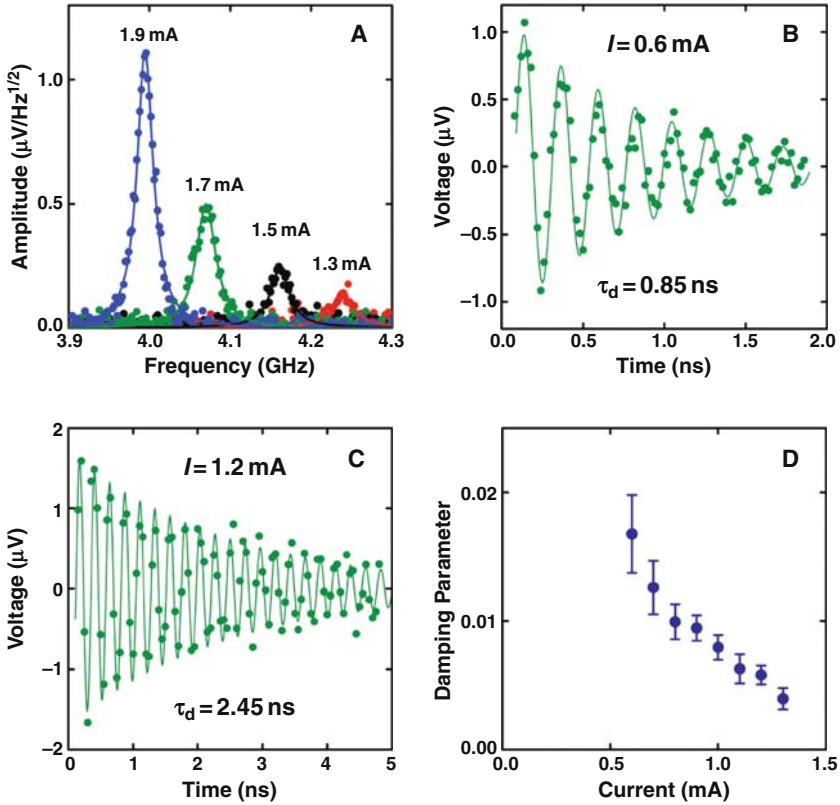 A
1.9 mA
1.7 mA
1.5 mA
1.3 mA
Amplitude (μV/Hz1/2)
1.0
0.5
0.0
3.9 4.0 4.1 4.2 4.3
Frequency (GHz)
B
I = 0.6 mA
τd = 0.85 ns
Voltage (μV)
1.0
0.5
0.0
−0.5
−1.0
0.0 0.5 1.0 1.5 2.0
Time (ns)
C
I = 1.2 mA
τd = 2.45 ns
Voltage (μV)
2
1
0
−1
−2
0 1 2 3 4 5
Time (ns)
D
Damping Parameter
0.02
0.01
0.00
0.0 0.5 1.0 1.5
Current (mA)